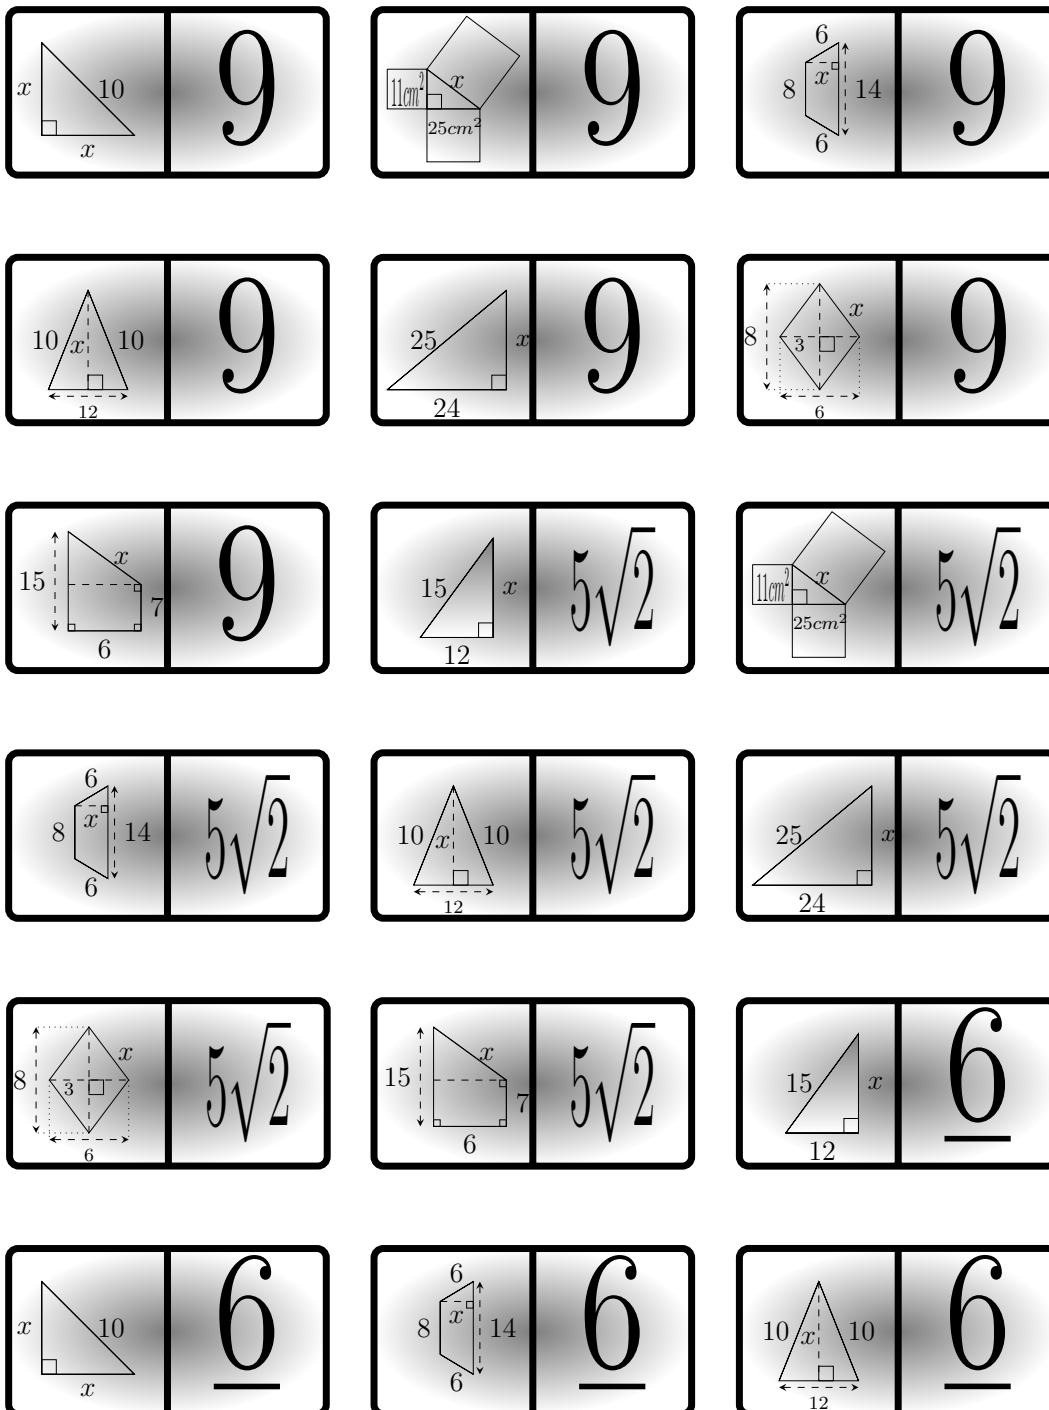 x 10 x 9
11cm² x 25cm² 9
6 8 x 14 6 9
10 x 10 12 9
25 x 24 9
8 x 3 6 9
15 x 7 6 9
15 x 12 5√2
11cm² x 25cm² 5√2
6 8 x 14 6 5√2
10 x 10 12 5√2
25 x 24 5√2
8 x 3 6 5√2
15 x 7 6 5√2
15 x 12 6
x 10 x 6
6 8 x 14 6 6
10 x 10 12 6